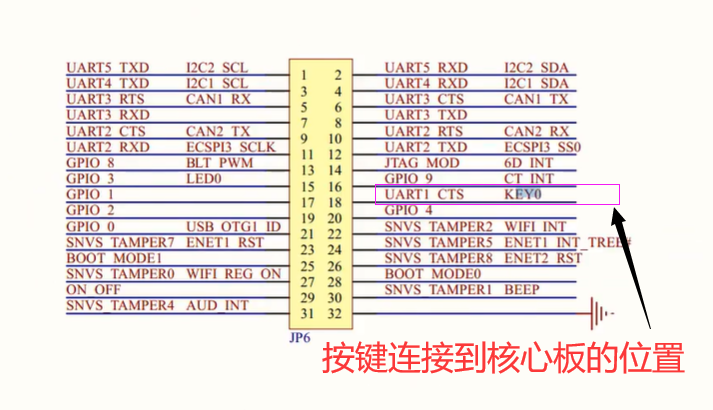 UART5 TXD I2C2 SCL 1 2 UART5 RXD I2C2 SDA
UART4 TXD I2C1 SCL 3 4 UART4 RXD I2C1 SDA
UART3 RTS CAN1 RX 5 6 UART3 CTS CAN1 TX
UART3 RXD 7 8 UART3 TXD
UART2 CTS CAN2 TX 9 10 UART2 RTS CAN2 RX
UART2 RXD ECSPI3 SCLK 11 12 UART2 TXD ECSPI3 SS0
GPIO 8 BLT PWM 13 14 JTAG MOD 6D INT
GPIO 3 LED0 15 16 GPIO 9 CT INT
GPIO 1 17 18 UART1 CTS KEY0
GPIO 2 19 20 GPIO 4
GPIO 0 USB OTG1 ID 21 22 SNVS TAMPER2 WIFI INT
SNVS TAMPER7 ENET1 RST 23 24 SNVS TAMPER5 ENET1 INT_TREE#
BOOT MODE1 25 26 SNVS TAMPER8 ENET2 RST
SNVS TAMPER0 WIFI REG ON 27 28 BOOT MODE0
ON OFF 29 30 SNVS TAMPER1 BEEP
SNVS TAMPER4 AUD INT 31 32
JP6
按键连接到核心板的位置